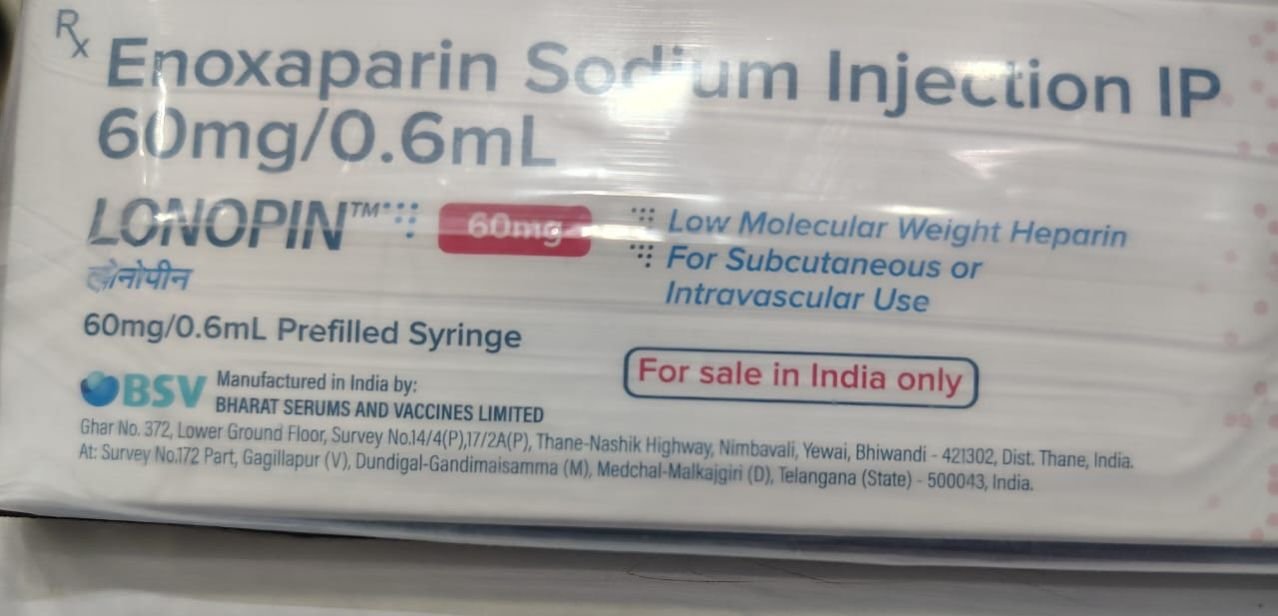 Rx Enoxaparin Sodium Injection IP
60mg/0.6mL
LONOPIN™ 60mg
लोनोपीन
Low Molecular Weight Heparin
For Subcutaneous or
Intravascular Use
60mg/0.6mL Prefilled Syringe
For sale in India only
BSV Manufactured in India by:
BHARAT SERUMS AND VACCINES LIMITED
Ghar No. 372, Lower Ground Floor, Survey No.14/4(P),17/2A(P), Thane-Nashik Highway, Nimbavali, Yewai, Bhiwandi - 421302, Dist. Thane, India.
At: Survey No.172 Part, Gagillapur (V), Dundigal-Gandimaisamma (M), Medchal-Malkajgiri (D), Telangana (State) - 500043, India.